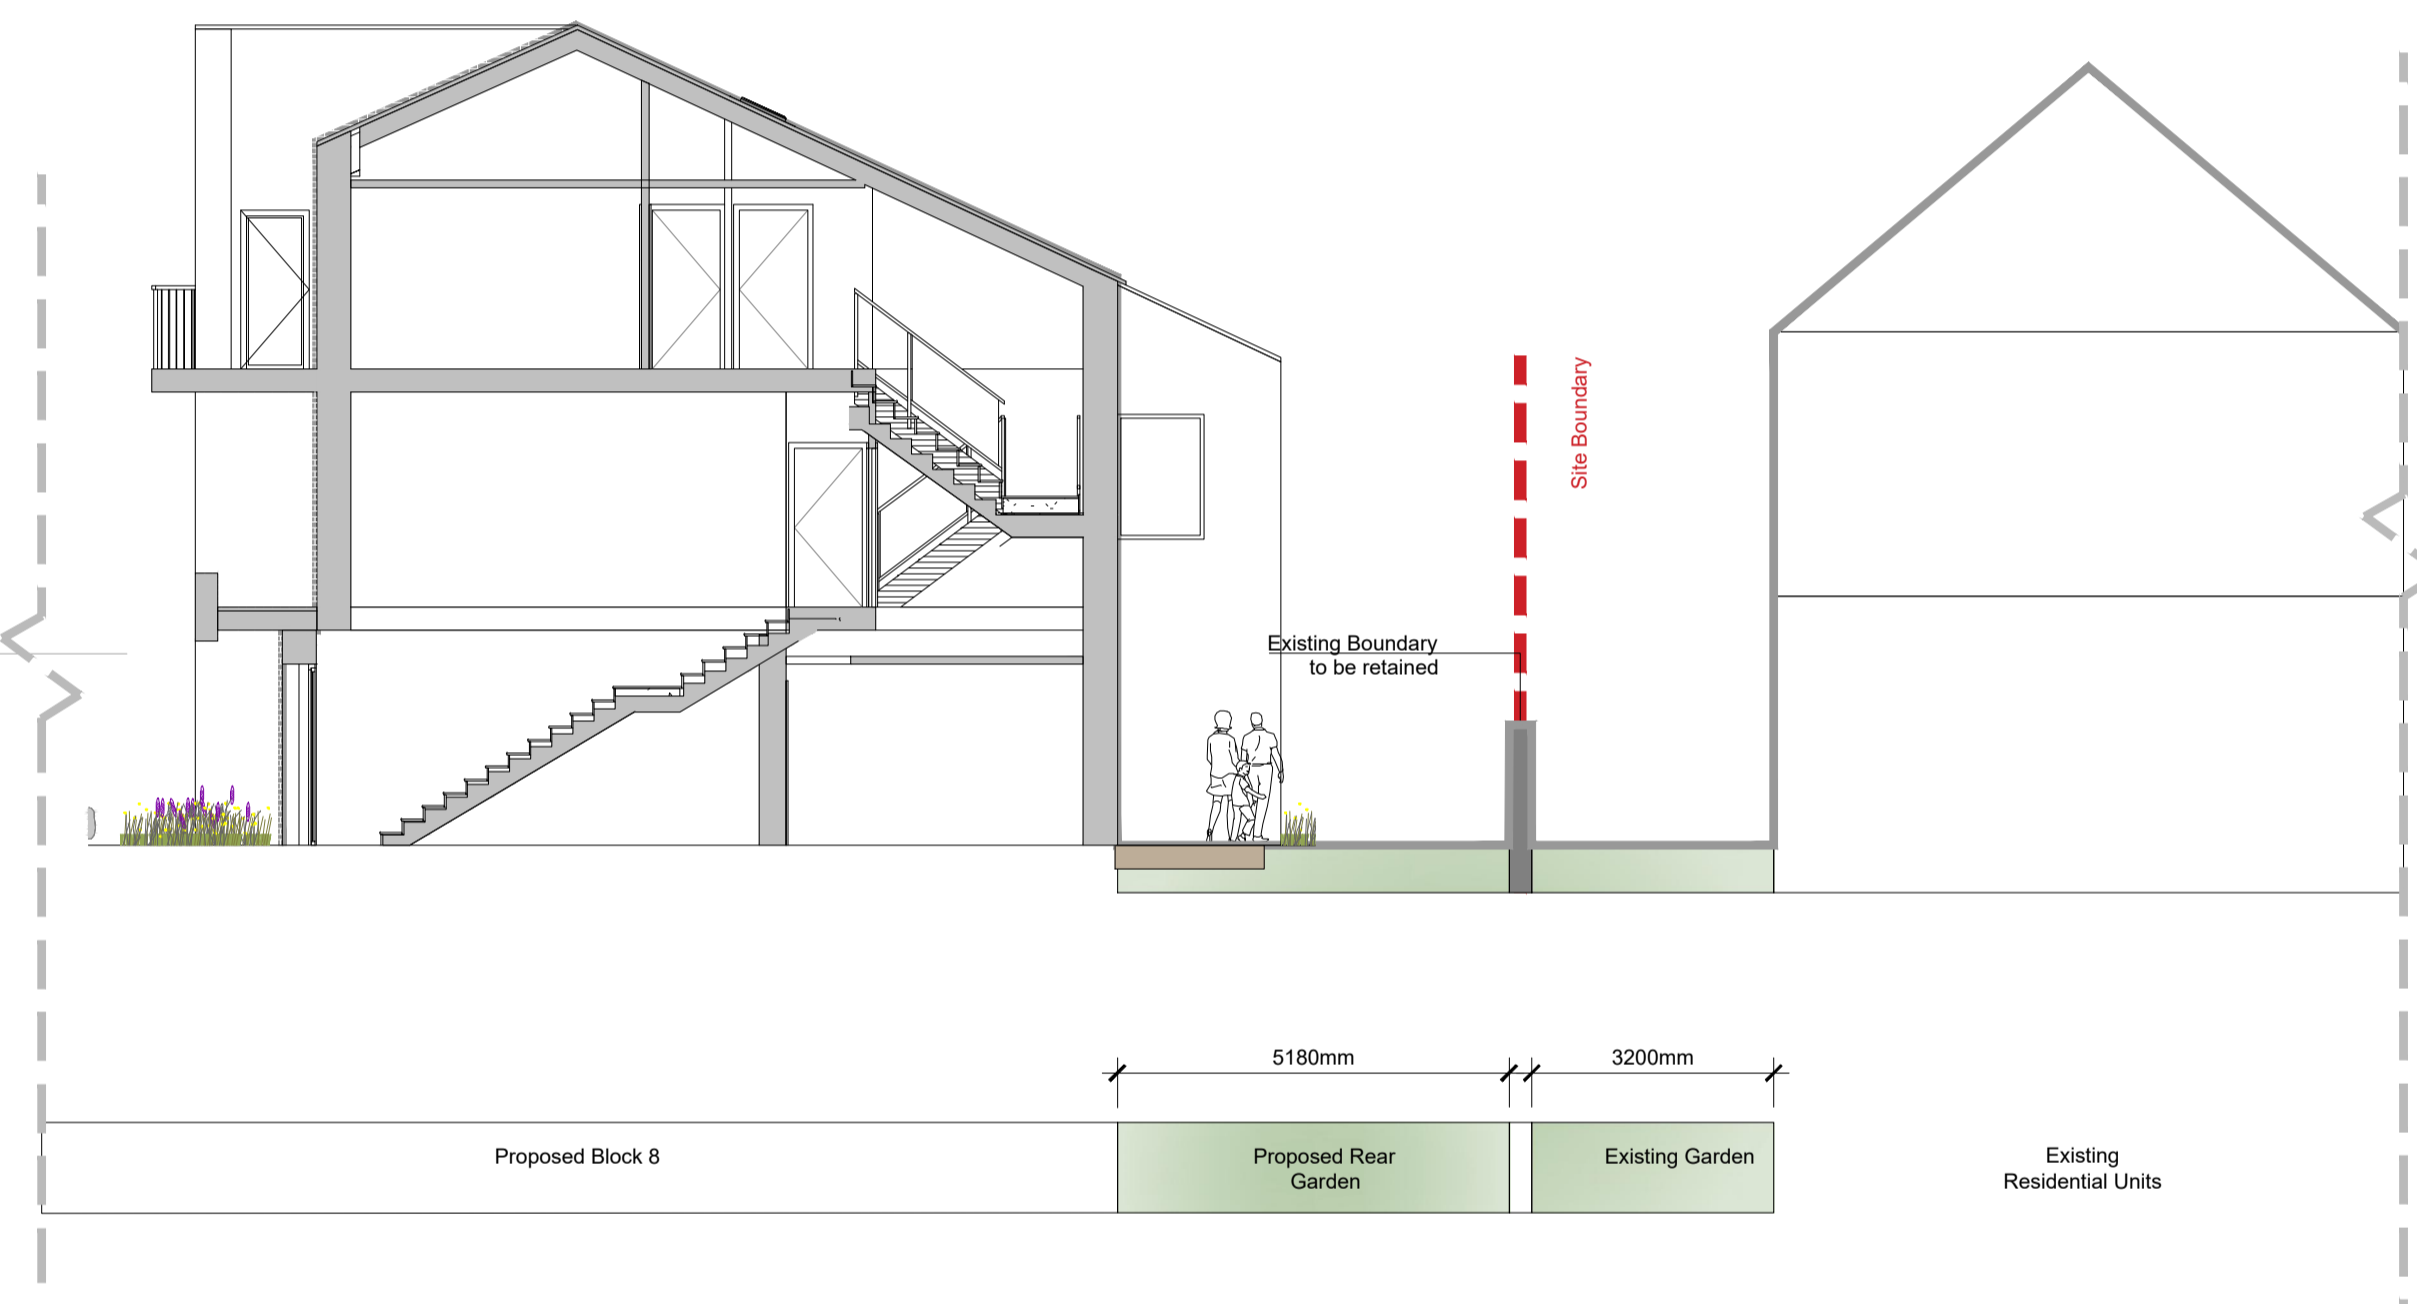 Site Boundary
Existing Boundary
to be retained
5180mm
3200mm
Proposed Block 8
Proposed Rear
Garden
Existing Garden
Existing
Residential Units